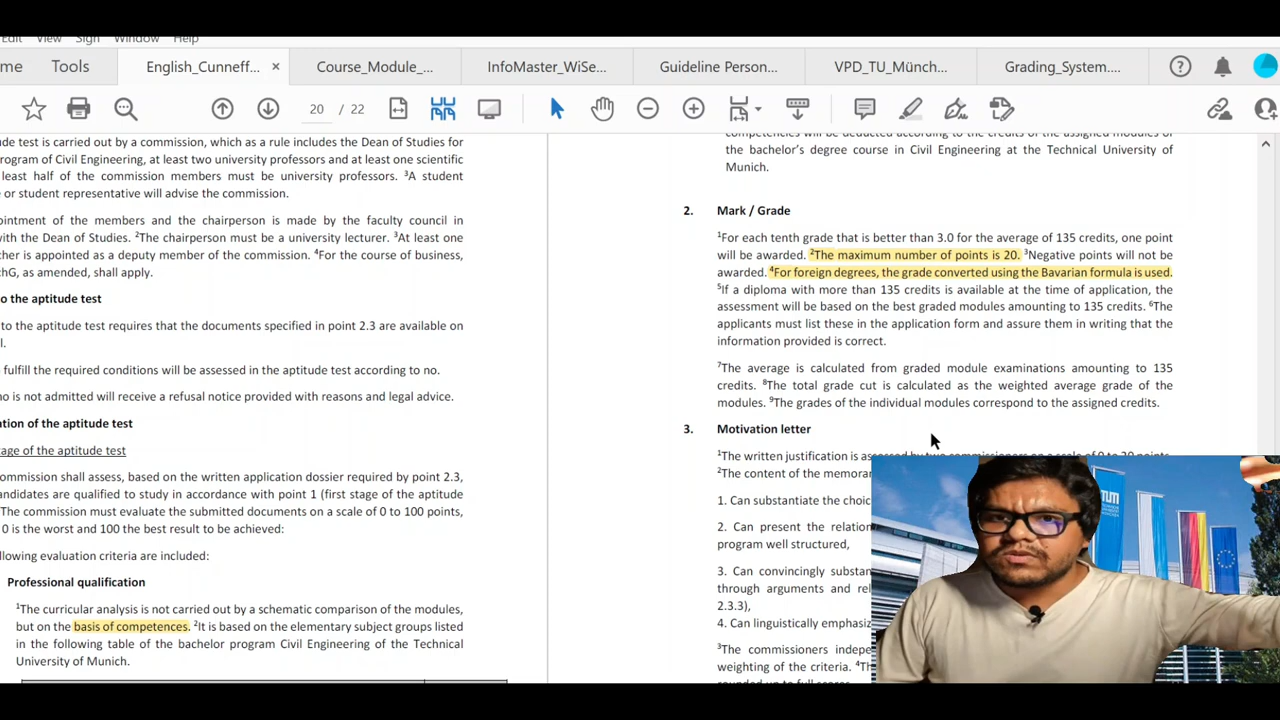 Edit View Sign Window Help
me Tools English_Cunneff... × Course_Module_... InfoMaster_WiSe... Guideline Person... VPD_TU_Münch... Grading_System....
20 / 22
de test is carried out by a commission, which as a rule includes the Dean of Studies for
rogram of Civil Engineering, at least two university professors and at least one scientific
least half of the commission members must be university professors. ³A student
e or student representative will advise the commission.
ointment of the members and the chairperson is made by the faculty council in
with the Dean of Studies. ²The chairperson must be a university lecturer. ³At least one
cher is appointed as a deputy member of the commission. ⁴For the course of business,
chG, as amended, shall apply.
o the aptitude test
to the aptitude test requires that the documents specified in point 2.3 are available on
l.
fulfill the required conditions will be assessed in the aptitude test according to no.
ho is not admitted will receive a refusal notice provided with reasons and legal advice.
ation of the aptitude test
tage of the aptitude test
ommission shall assess, based on the written application dossier required by point 2.3,
andidates are qualified to study in accordance with point 1 (first stage of the aptitude
The commission must evaluate the submitted documents on a scale of 0 to 100 points,
0 is the worst and 100 the best result to be achieved:
ollowing evaluation criteria are included:
Professional qualification
¹The curricular analysis is not carried out by a schematic comparison of the modules,
but on the basis of competences. ²It is based on the elementary subject groups listed
in the following table of the bachelor program Civil Engineering of the Technical
University of Munich.
competencies will be deducted according to the credits of the assigned modules of
the bachelor's degree course in Civil Engineering at the Technical University of
Munich.
2. Mark / Grade
¹For each tenth grade that is better than 3.0 for the average of 135 credits, one point
will be awarded. ²The maximum number of points is 20. ³Negative points will not be
awarded. ⁴For foreign degrees, the grade converted using the Bavarian formula is used.
⁵If a diploma with more than 135 credits is available at the time of application, the
assessment will be based on the best graded modules amounting to 135 credits. ⁶The
applicants must list these in the application form and assure them in writing that the
information provided is correct.
⁷The average is calculated from graded module examinations amounting to 135
credits. ⁸The total grade cut is calculated as the weighted average grade of the
modules. ⁹The grades of the individual modules correspond to the assigned credits.
3. Motivation letter
¹The written justification is assessed by two commissioners on a scale of 0 to 20 points.
²The content of the memoran
1. Can substantiate the choic
2. Can present the relation
program well structured,
3. Can convincingly substan
through arguments and rel
2.3.3),
4. Can linguistically emphasiz
³The commissioners indepe
weighting of the criteria. ⁴Th
rounded up to full scores.
TUM